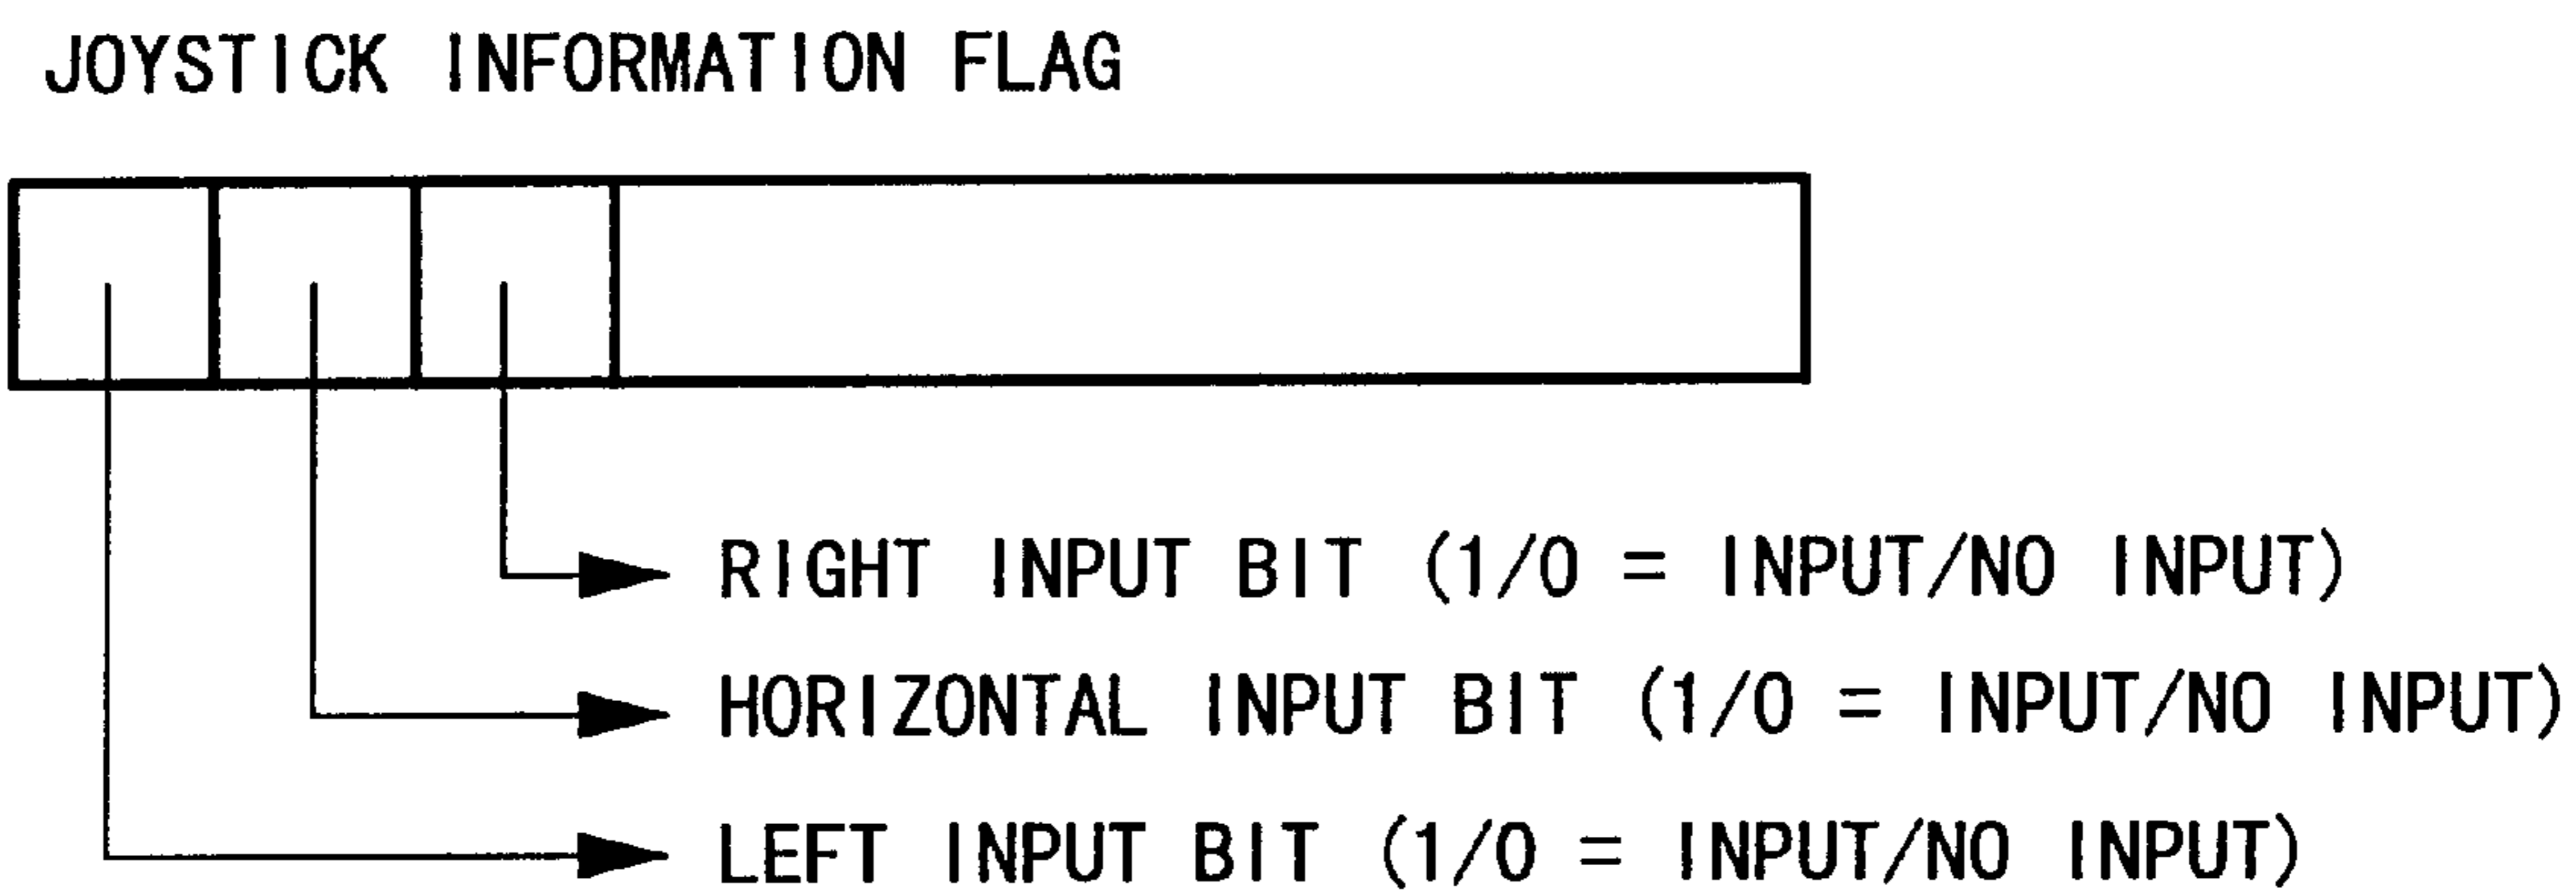 JOYSTICK INFORMATION FLAG
RIGHT INPUT BIT (1/0 = INPUT/NO INPUT)
HORIZONTAL INPUT BIT (1/0 = INPUT/NO INPUT)
LEFT INPUT BIT (1/0 = INPUT/NO INPUT)